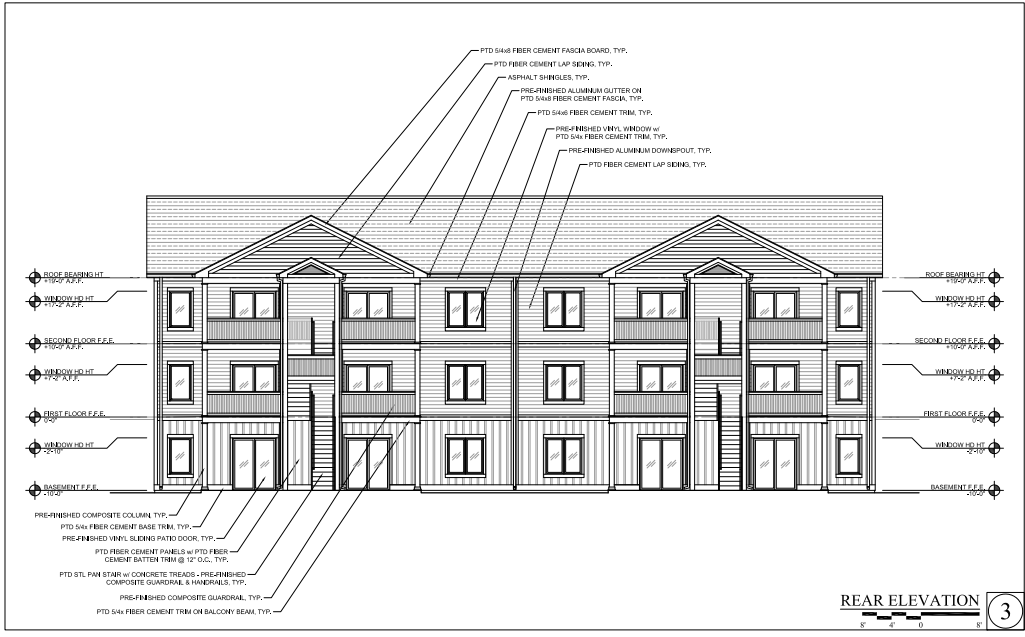 PTD 5/4x8 FIBER CEMENT FASCIA BOARD, TYP.
PTD FIBER CEMENT LAP SIDING, TYP.
ASPHALT SHINGLES, TYP.
PRE-FINISHED ALUMINUM GUTTER ON
PTD 5/4x8 FIBER CEMENT FASCIA, TYP.
PTD 5/4x6 FIBER CEMENT TRIM, TYP.
PRE-FINISHED VINYL WINDOW w/
PTD 5/4x FIBER CEMENT TRIM, TYP.
PRE-FINISHED ALUMINUM DOWNSPOUT, TYP.
PTD FIBER CEMENT LAP SIDING, TYP.
ROOF BEARING HT
+19'-0" A.F.F.
WINDOW HD HT
+17'-2" A.F.F.
SECOND FLOOR F.F.E.
+10'-0" A.F.F.
WINDOW HD HT
+7'-2" A.F.F.
FIRST FLOOR F.F.E.
0'-0"
WINDOW HD HT
-2'-10"
BASEMENT F.F.E.
-10'-0"
ROOF BEARING HT
+19'-0" A.F.F.
WINDOW HD HT
+17'-2" A.F.F.
SECOND FLOOR F.F.E.
+10'-0" A.F.F.
WINDOW HD HT
+7'-2" A.F.F.
FIRST FLOOR F.F.E.
0'-0"
WINDOW HD HT
-2'-10"
BASEMENT F.F.E.
-10'-0"
PRE-FINISHED COMPOSITE COLUMN, TYP.
PTD 5/4x FIBER CEMENT BASE TRIM, TYP.
PRE-FINISHED VINYL SLIDING PATIO DOOR, TYP.
PTD FIBER CEMENT PANELS w/ PTD FIBER
CEMENT BATTEN TRIM @ 12" O.C., TYP.
PTD STL PAN STAIR w/ CONCRETE TREADS - PRE-FINISHED
COMPOSITE GUARDRAIL & HANDRAILS, TYP.
PRE-FINISHED COMPOSITE GUARDRAIL, TYP.
PTD 5/4x FIBER CEMENT TRIM ON BALCONY BEAM, TYP.
REAR ELEVATION
3
8' 4' 0 8'